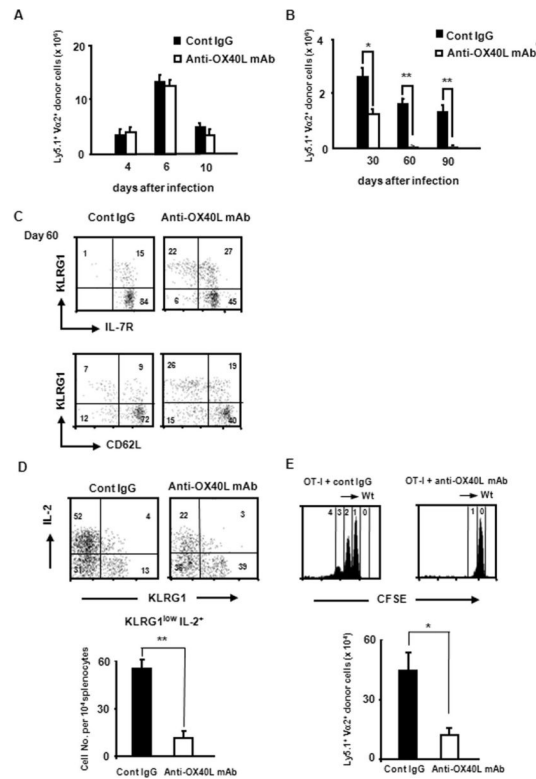 A
Ly5.1⁺ Vα2⁺ donor cells (x 10⁶)
20
10
0
Cont IgG
Anti-OX40L mAb
4 6 10
days after infection
B
Ly5.1⁺ Vα2⁺ donor cells (x 10⁶)
6
4
2
0
Cont IgG
Anti-OX40L mAb
* ** **
30 60 90
days after infection
C
Day 60
Cont IgG Anti-OX40L mAb
KLRG1
1 15
84
22 27
6 45
IL-7R
KLRG1
7 9
12 72
26 19
15 40
CD62L
D
Cont IgG Anti-OX40L mAb
IL-2
52 4
31 13
22 3
39
KLRG1
KLRG1ˡᵒʷ IL-2⁺
**
Cell No. per 10⁴ splenocytes
60
30
0
Cont IgG Anti-OX40L mAb
E
OT-I + cont IgG OT-I + anti-OX40L mAb
Wt Wt
4 3 2 1 0
1 0
CFSE
*
Ly5.1⁺ Vα2⁺ donor cells (x 10⁴)
60
30
0
Cont IgG Anti-OX40L mAb